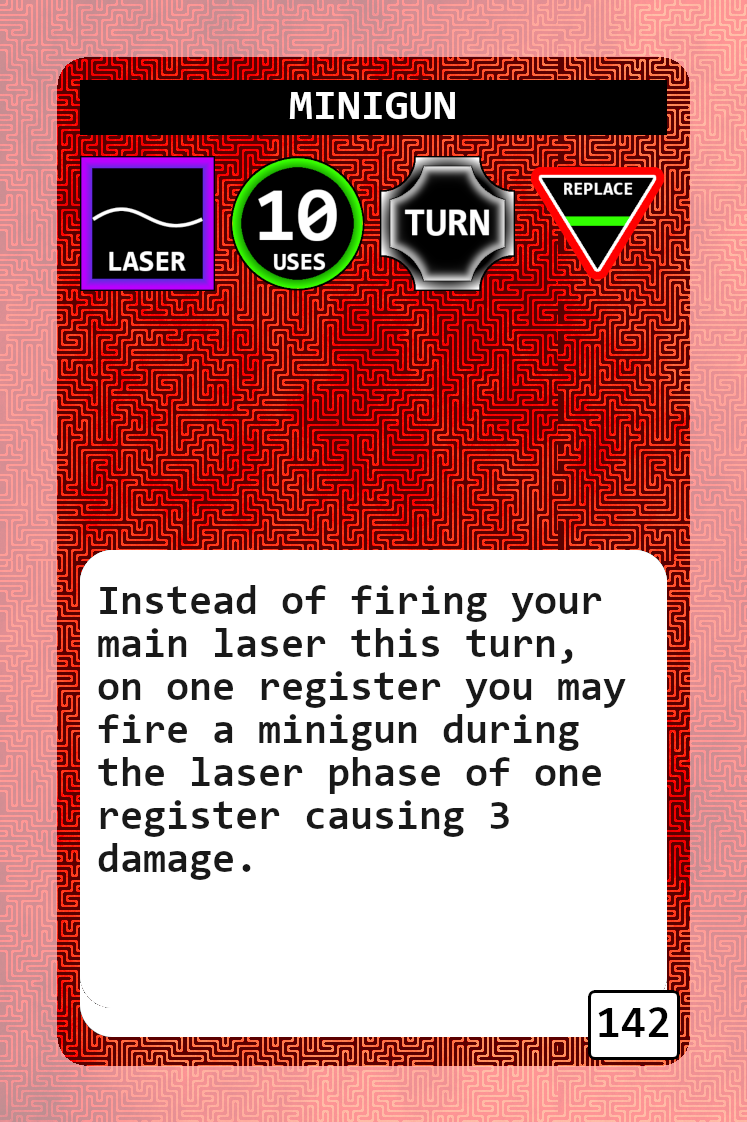 MINIGUN
LASER
10
USES
TURN
REPLACE
Instead of firing your
main laser this turn,
on one register you may
fire a minigun during
the laser phase of one
register causing 3
damage.
142